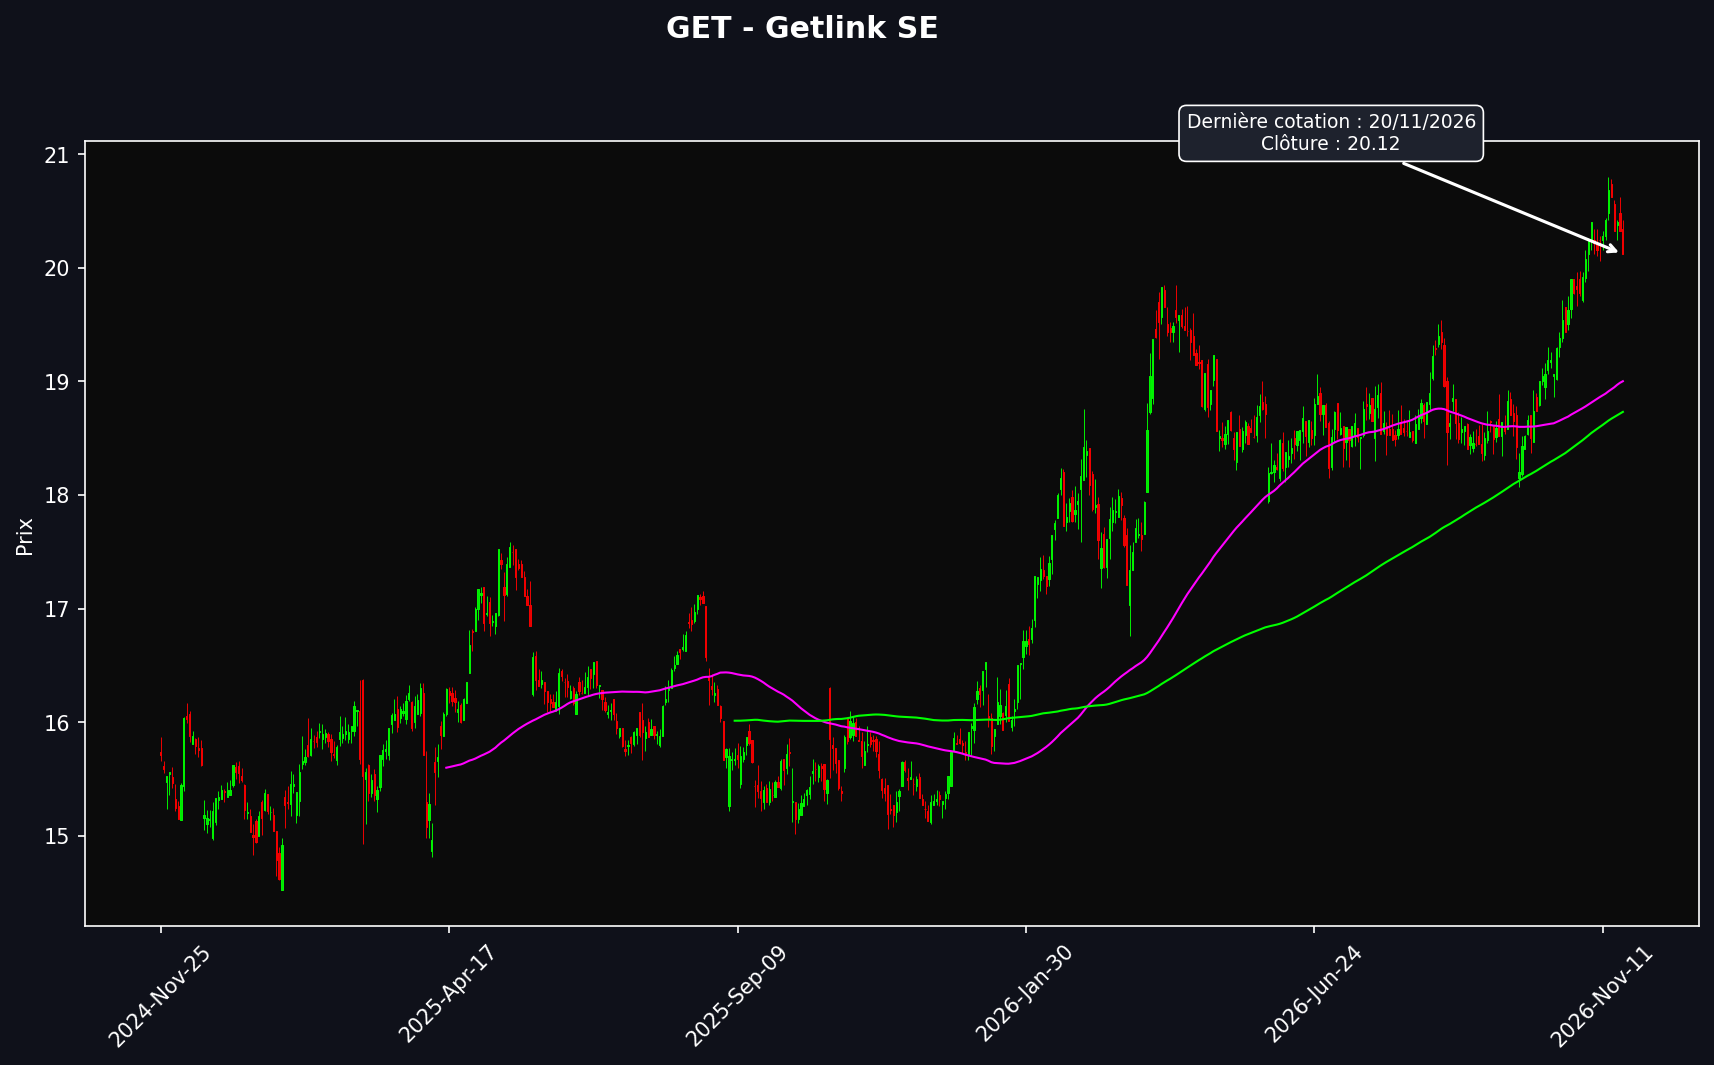 GET - Getlink SE
Dernière cotation : 20/11/2026
Clôture : 20.12
21
20
19
18
17
16
15
Prix
2024-Nov-25
2025-Apr-17
2025-Sep-09
2026-Jan-30
2026-Jun-24
2026-Nov-11